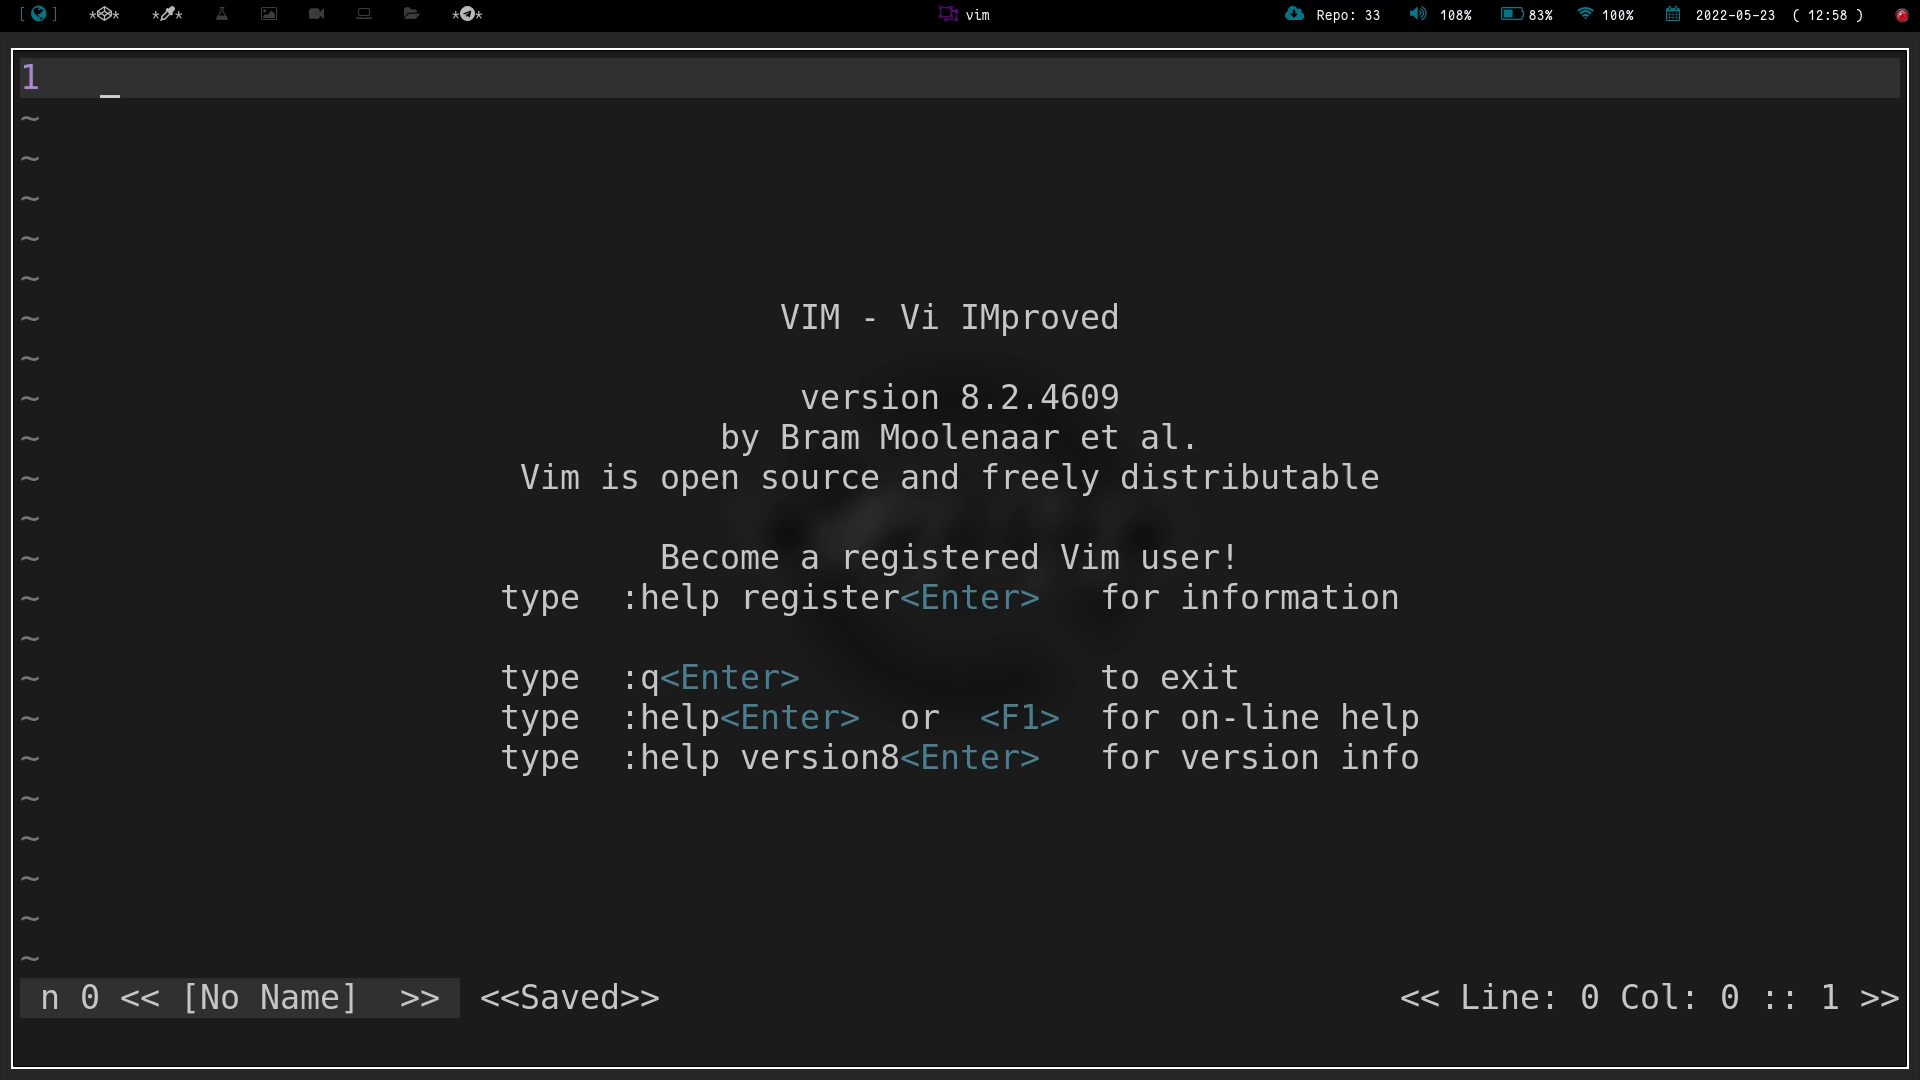 [ ] ** ** ** vim Repo: 33 108% 83% 100% 2022-05-23 ( 12:58 )
1 _
~
~
~
~
~
~ VIM - Vi IMproved
~
~ version 8.2.4609
~ by Bram Moolenaar et al.
~ Vim is open source and freely distributable
~
~ Become a registered Vim user!
~ type :help register<Enter> for information
~
~ type :q<Enter> to exit
~ type :help<Enter> or <F1> for on-line help
~ type :help version8<Enter> for version info
~
~
~
~
~
n 0 << [No Name] >> <<Saved>> << Line: 0 Col: 0 :: 1 >>